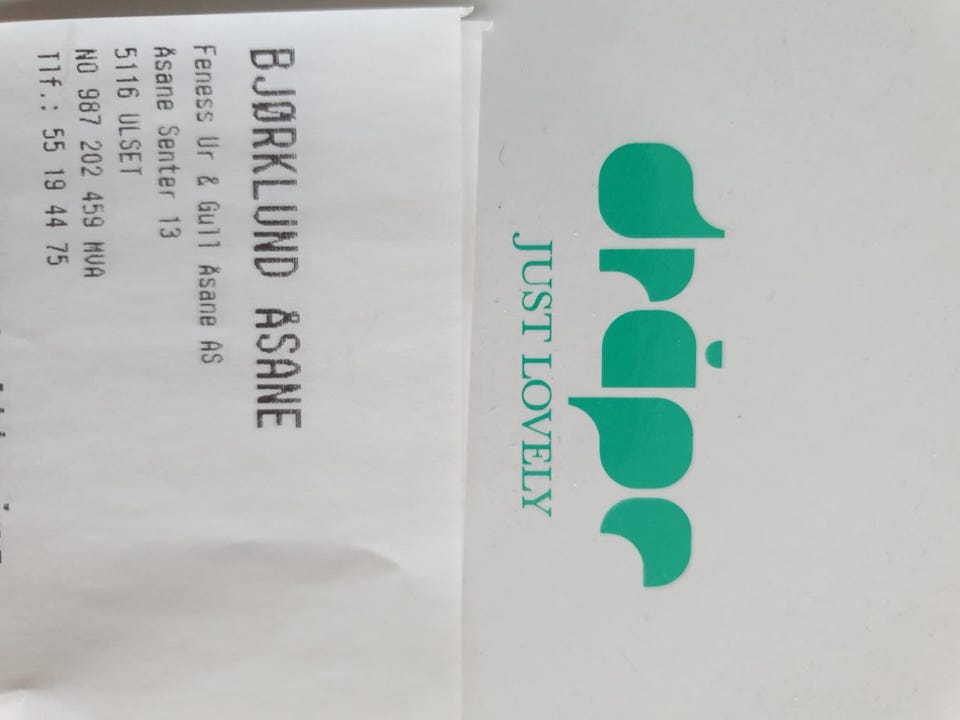 dråpr
JUST LOVELY
BJØRKLUND ÅSANE
Feness Ur & Gull Åsane AS
Åsane Senter 13
5116 ULSET
NO 987 202 459 MVA
Tlf.: 55 19 44 75